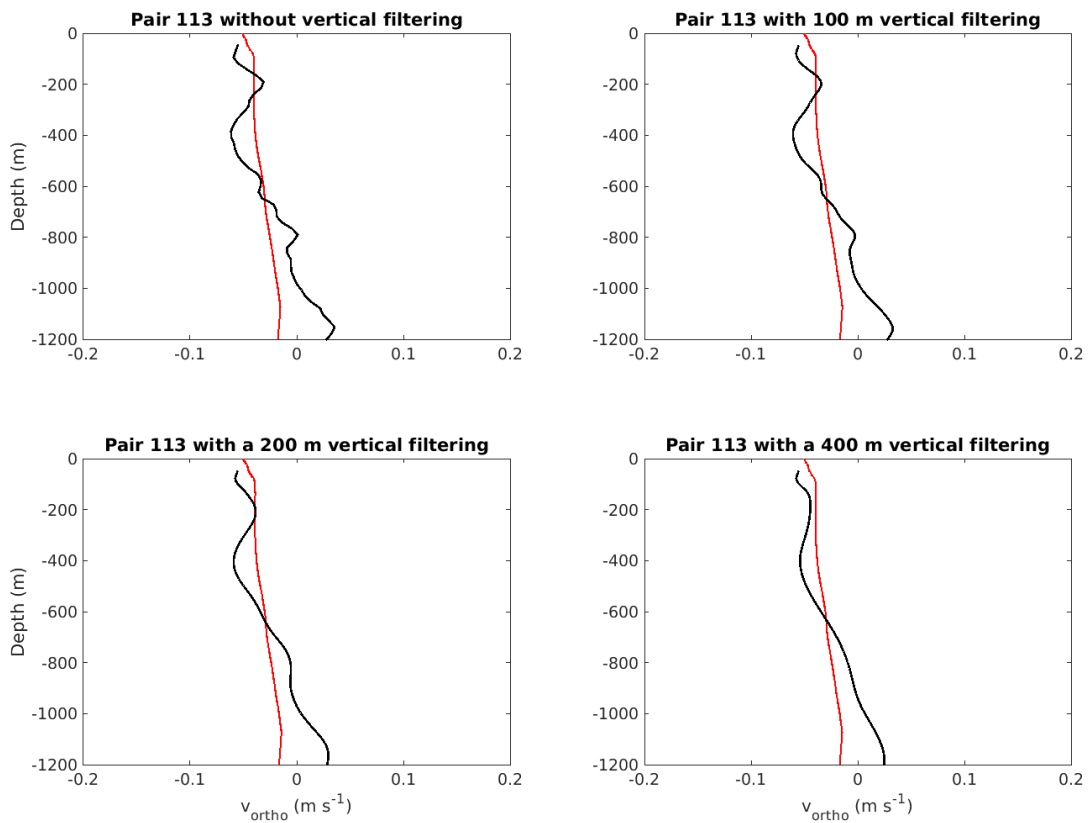 Pair 113 without vertical filtering
0
-200
-400
-600
-800
-1000
-1200
Depth (m)
-0.2 -0.1 0 0.1 0.2
Pair 113 with 100 m vertical filtering
0
-200
-400
-600
-800
-1000
-1200
-0.2 -0.1 0 0.1 0.2
Pair 113 with a 200 m vertical filtering
0
-200
-400
-600
-800
-1000
-1200
Depth (m)
-0.2 -0.1 0 0.1 0.2
v_ortho (m s^-1)
Pair 113 with a 400 m vertical filtering
0
-200
-400
-600
-800
-1000
-1200
-0.2 -0.1 0 0.1 0.2
v_ortho (m s^-1)